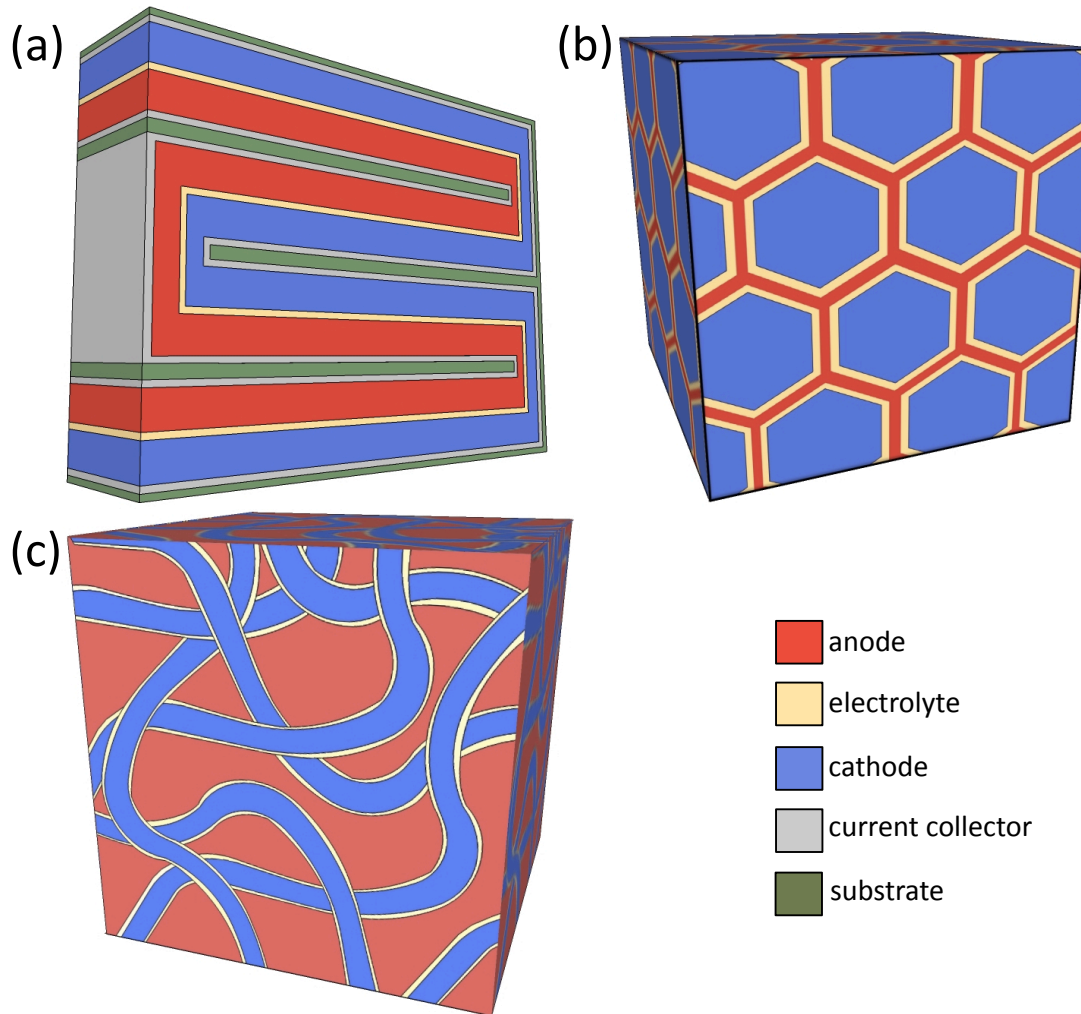 (a)
(b)
(c)
anode
electrolyte
cathode
current collector
substrate